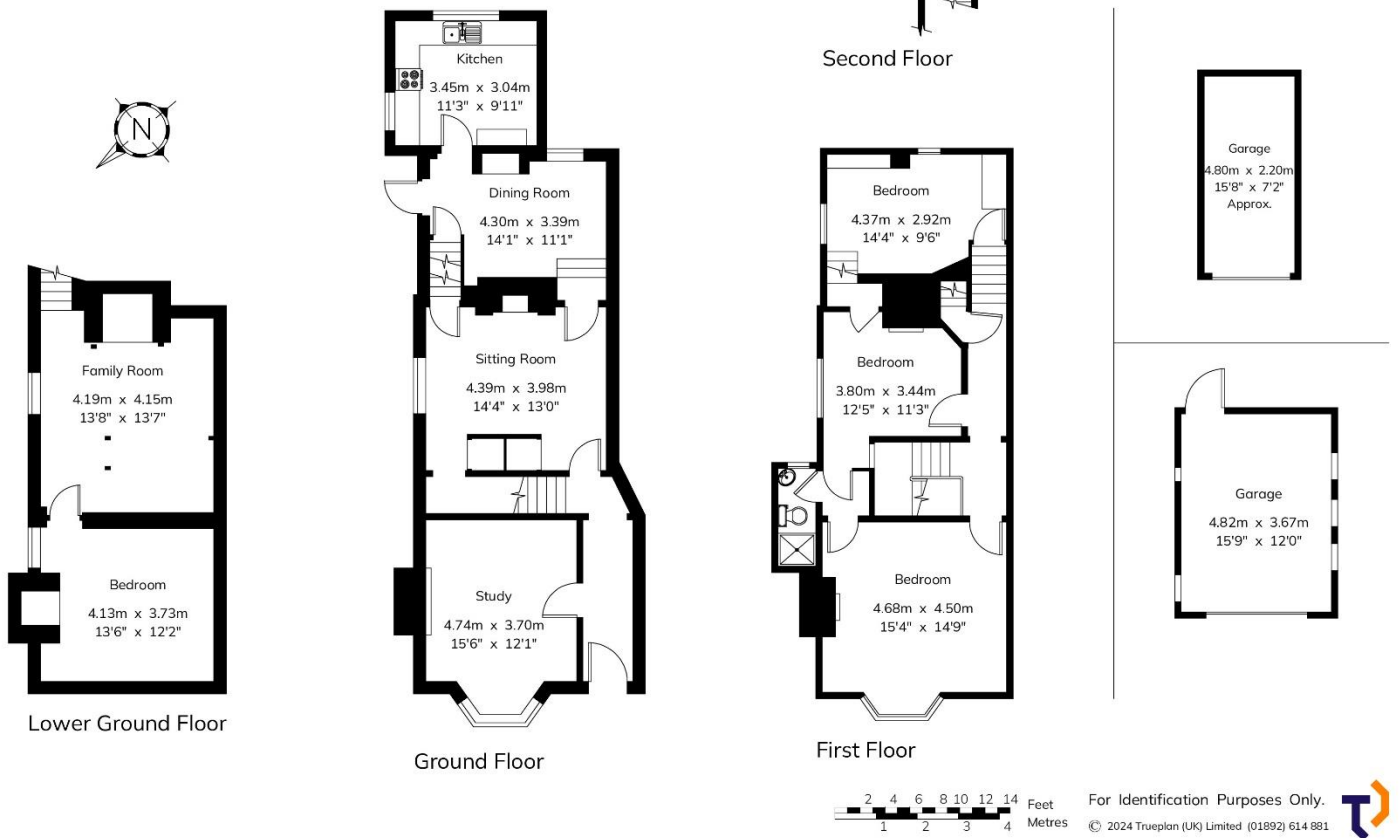 Second Floor
Kitchen
3.45m x 3.04m
11'3" x 9'11"
N
Dining Room
4.30m x 3.39m
14'1" x 11'1"
Sitting Room
4.39m x 3.98m
14'4" x 13'0"
Study
4.74m x 3.70m
15'6" x 12'1"
Ground Floor
Family Room
4.19m x 4.15m
13'8" x 13'7"
Bedroom
4.13m x 3.73m
13'6" x 12'2"
Lower Ground Floor
Bedroom
4.37m x 2.92m
14'4" x 9'6"
Bedroom
3.80m x 3.44m
12'5" x 11'3"
Bedroom
4.68m x 4.50m
15'4" x 14'9"
First Floor
Garage
4.80m x 2.20m
15'8" x 7'2"
Approx.
Garage
4.82m x 3.67m
15'9" x 12'0"
2 4 6 8 10 12 14 Feet
1 2 3 4 Metres
For Identification Purposes Only.
© 2024 Trueplan (UK) Limited (01892) 614 881